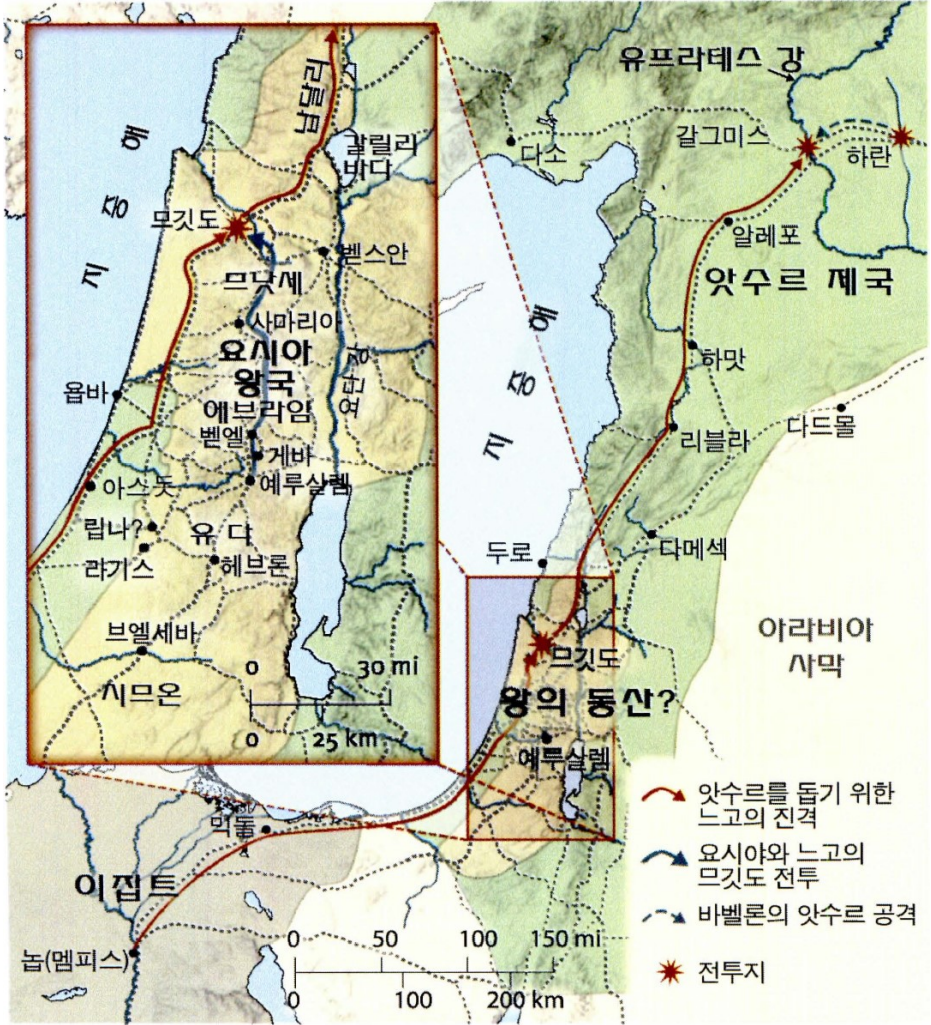 유프라테스 강
갈그미스
하란
다소
알레포
앗수르 제국
하맛
리블라
다드몰
다메섹
두로
지중해
아라비아
사막
므깃도
왕의 동산?
예루살렘
믹돌
이집트
놉(멤피스)
0 50 100 150 mi
0 100 200 km
납달리
갈릴리
바다
지중해
므깃도
벧스안
므낫세
사마리아
요시아
왕국
요단 강
욥바
에브라임
벧엘
게바
예루살렘
아스돗
립나?
유다
라기스
헤브론
브엘세바
시므온
0 30 mi
0 25 km
앗수르를 돕기 위한
느고의 진격
요시야와 느고의
므깃도 전투
바벨론의 앗수르 공격
전투지